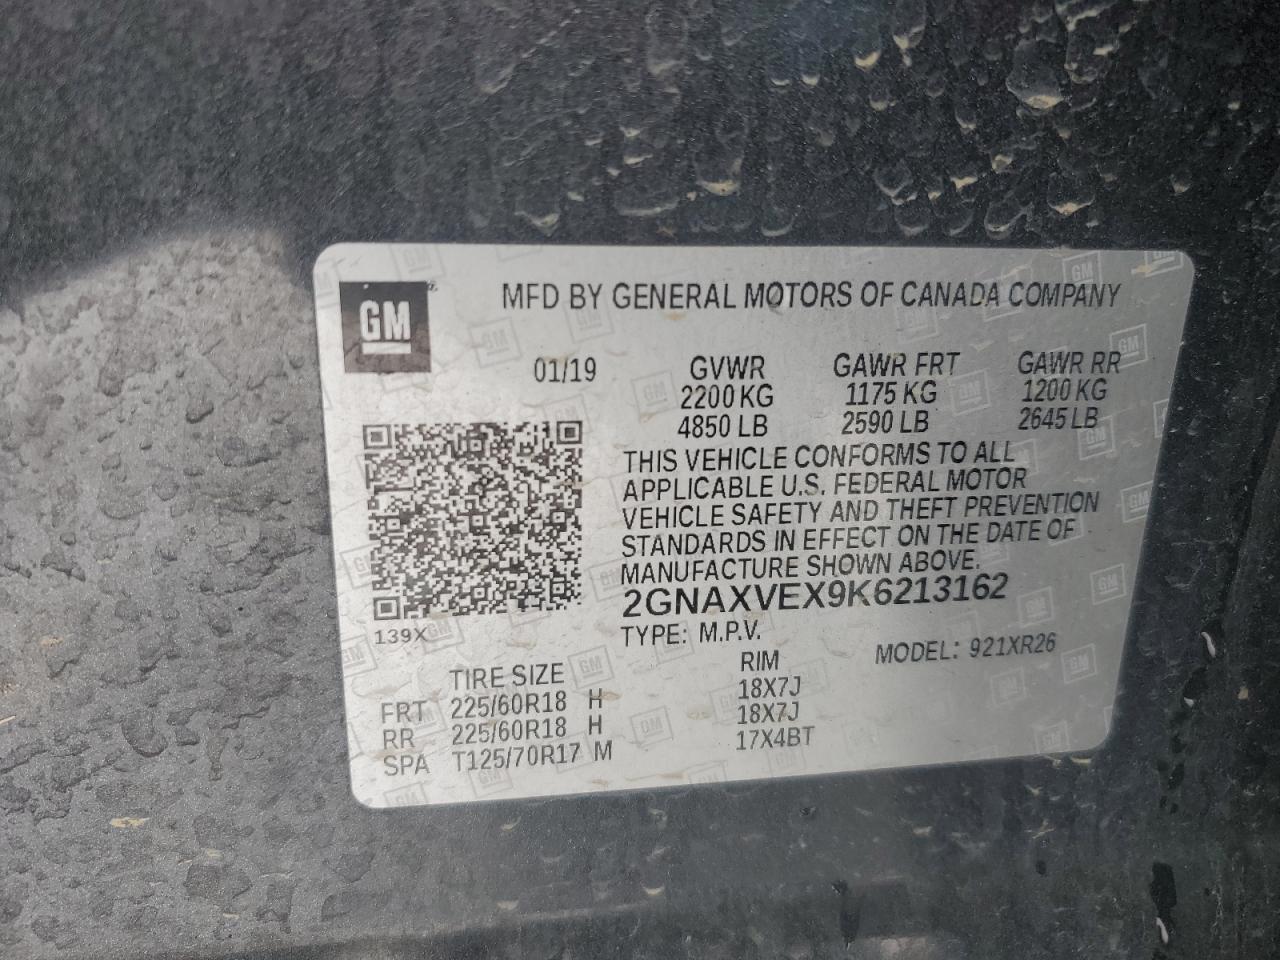 GM
MFD BY GENERAL MOTORS OF CANADA COMPANY
01/19 GVWR GAWR FRT GAWR RR
2200 KG 1175 KG 1200 KG
4850 LB 2590 LB 2645 LB
THIS VEHICLE CONFORMS TO ALL
APPLICABLE U.S. FEDERAL MOTOR
VEHICLE SAFETY AND THEFT PREVENTION
STANDARDS IN EFFECT ON THE DATE OF
MANUFACTURE SHOWN ABOVE.
2GNAXVEX9K6213162
139X
TYPE: M.P.V. MODEL: 921XR26
TIRE SIZE RIM
FRT 225/60R18 H 18X7J
RR 225/60R18 H 18X7J
SPA T125/70R17 M 17X4BT